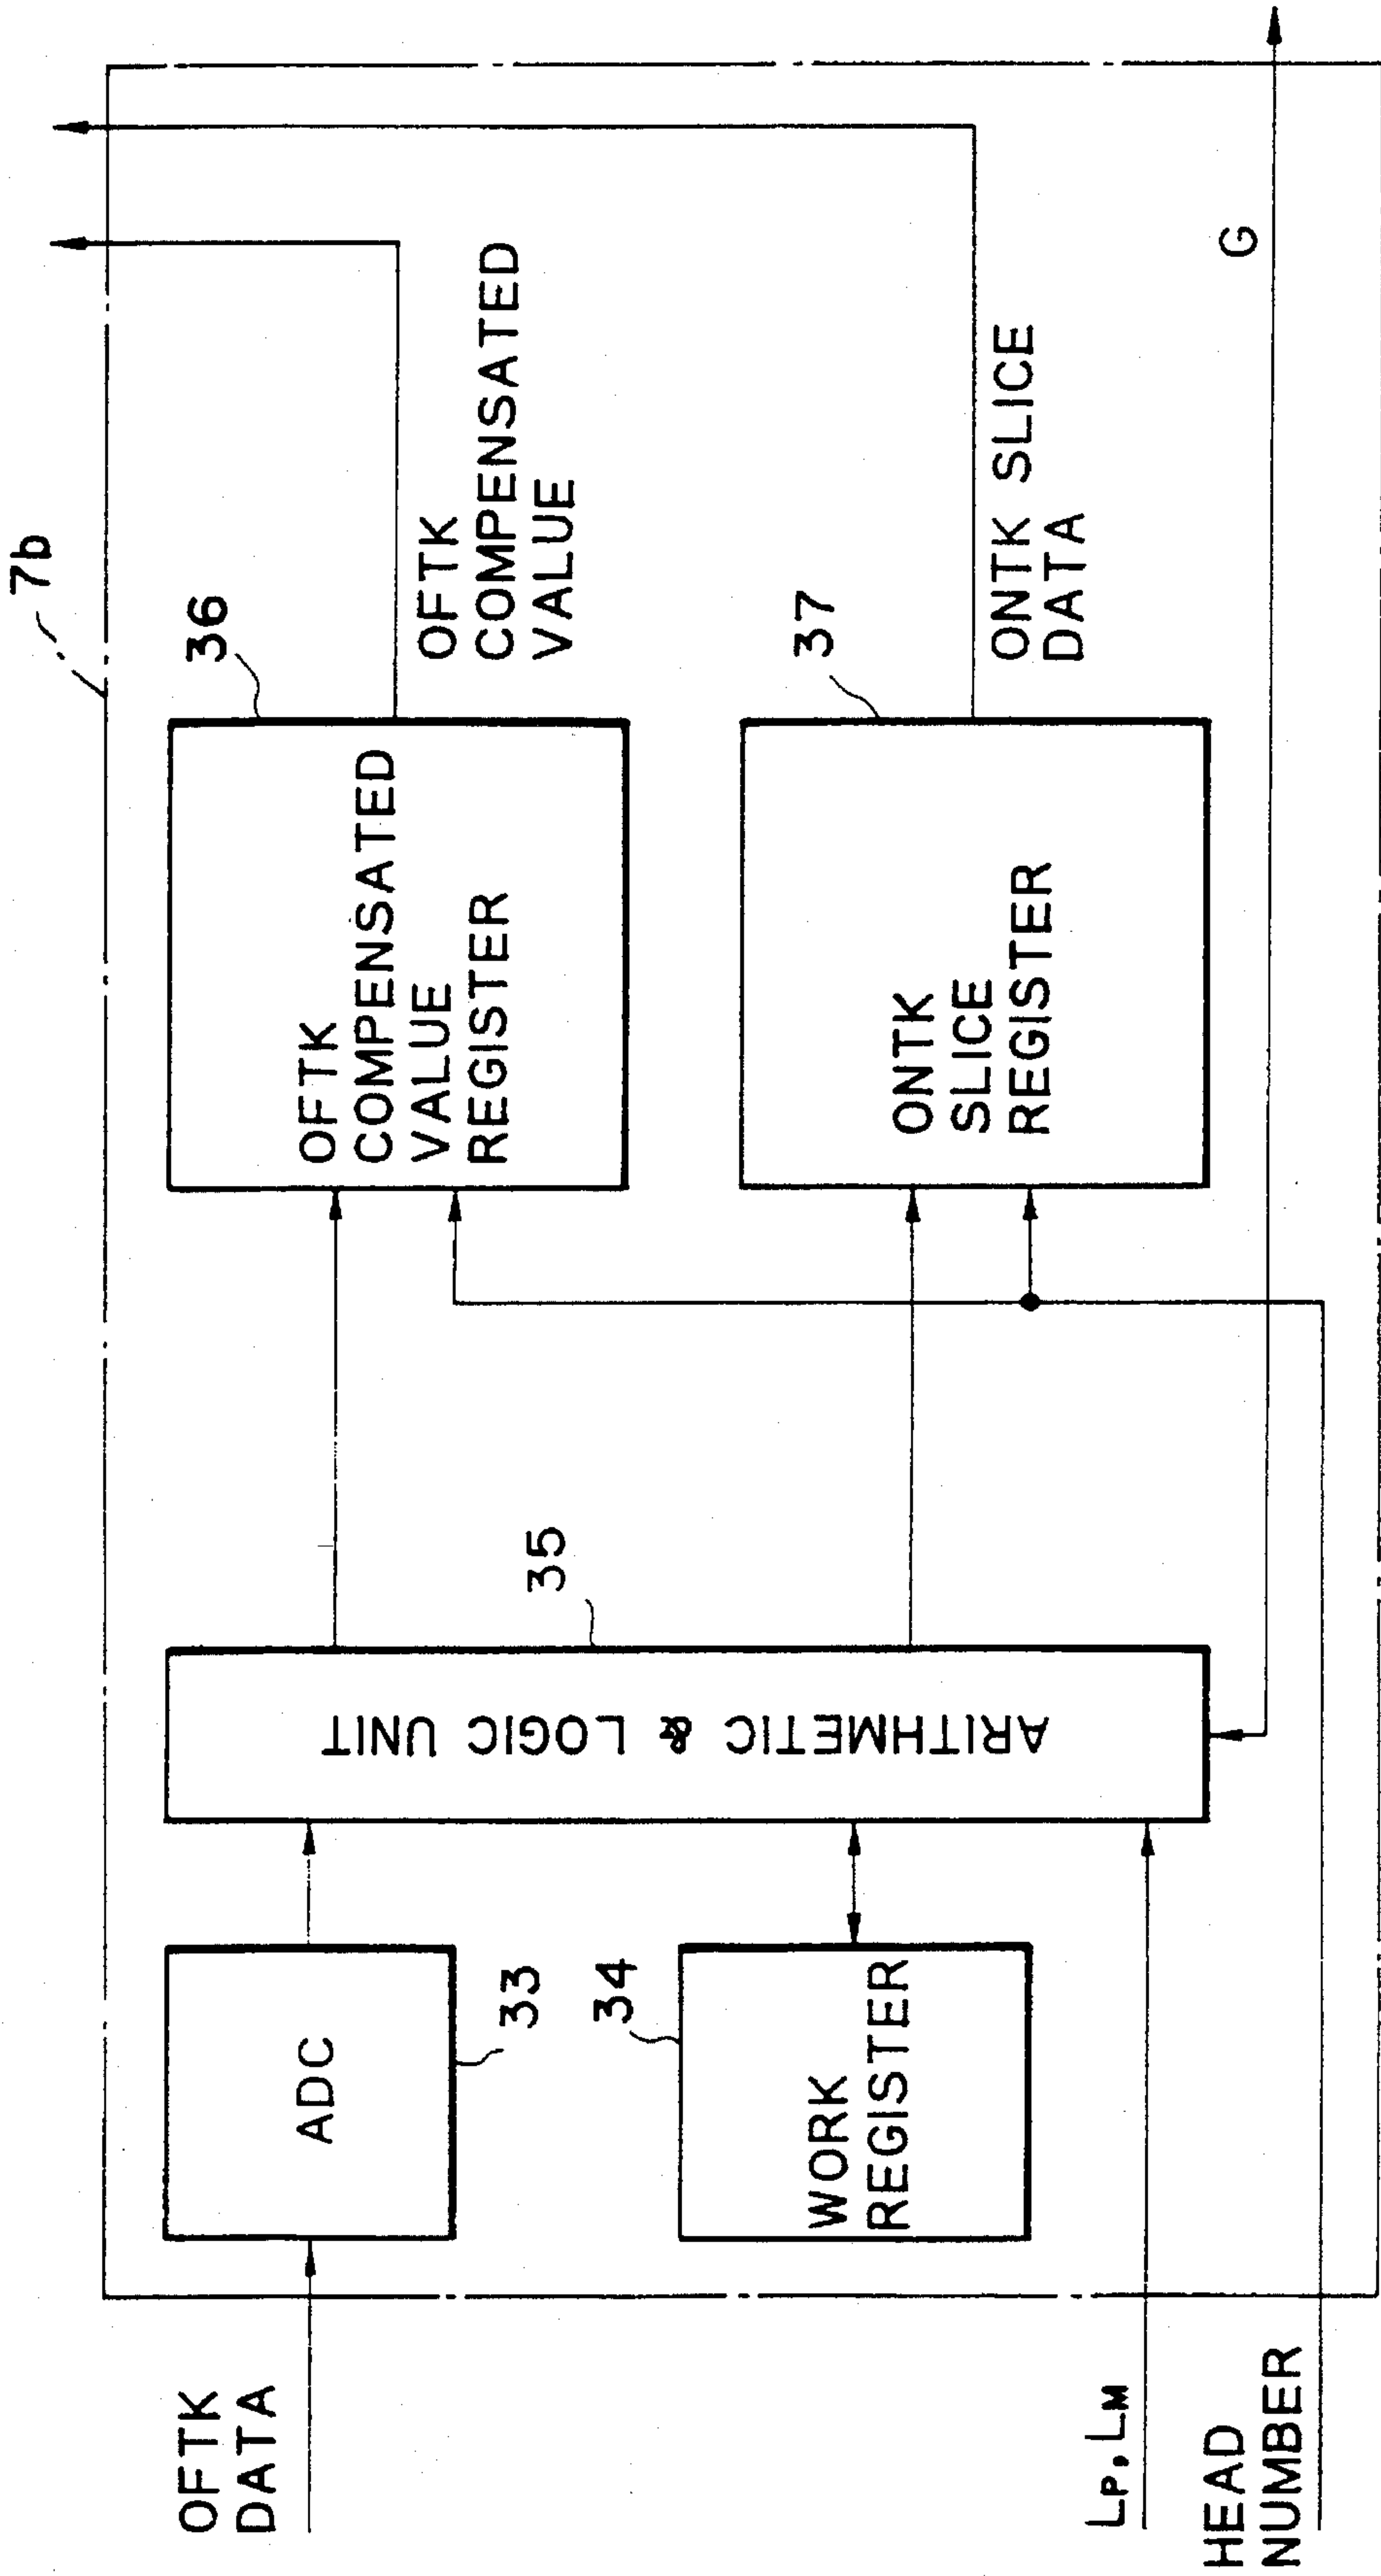 7b
OFTK
DATA
ADC
33
WORK
REGISTER
34
ARITHMETIC & LOGIC UNIT
35
OFTK
COMPENSATED
VALUE
REGISTER
36
OFTK
COMPENSATED
VALUE
ONTK
SLICE
REGISTER
37
ONTK SLICE
DATA
LP, LM
HEAD
NUMBER
G